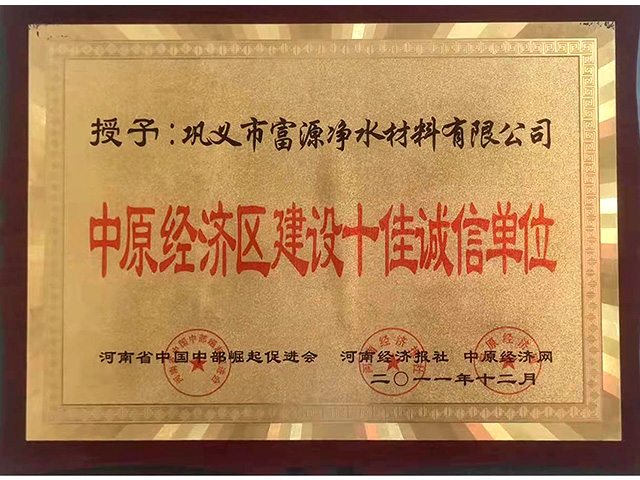 授予:巩义市富源净水材料有限公司
中原经济区建设十佳诚信单位
河南省中国中部崛起促进会 河南经济报社 中原经济网
二〇一一年十二月